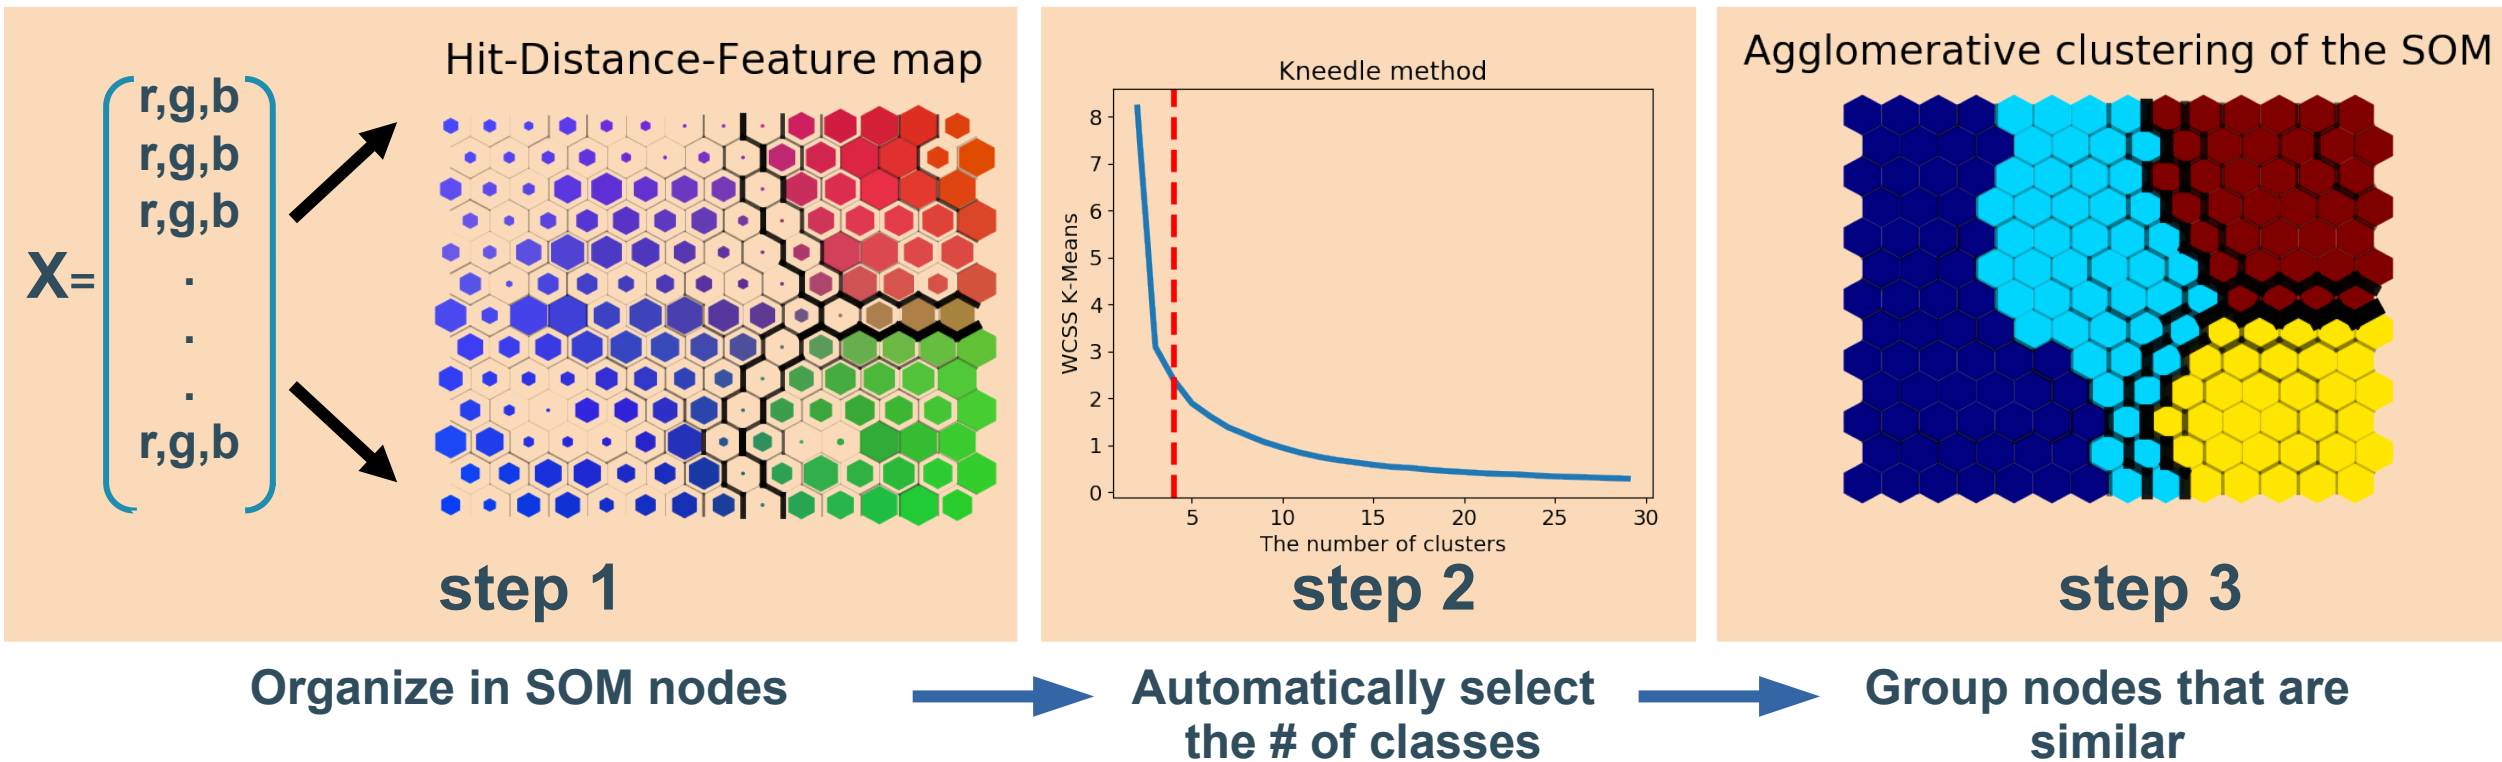 Hit-Distance-Feature map
X=
r,g,b
r,g,b
r,g,b
.
.
.
r,g,b
step 1
Kneedle method
WCSS K-Means
8
7
6
5
4
3
2
1
0
5 10 15 20 25 30
The number of clusters
step 2
Agglomerative clustering of the SOM
step 3
Organize in SOM nodes
Automatically select
the # of classes
Group nodes that are
similar